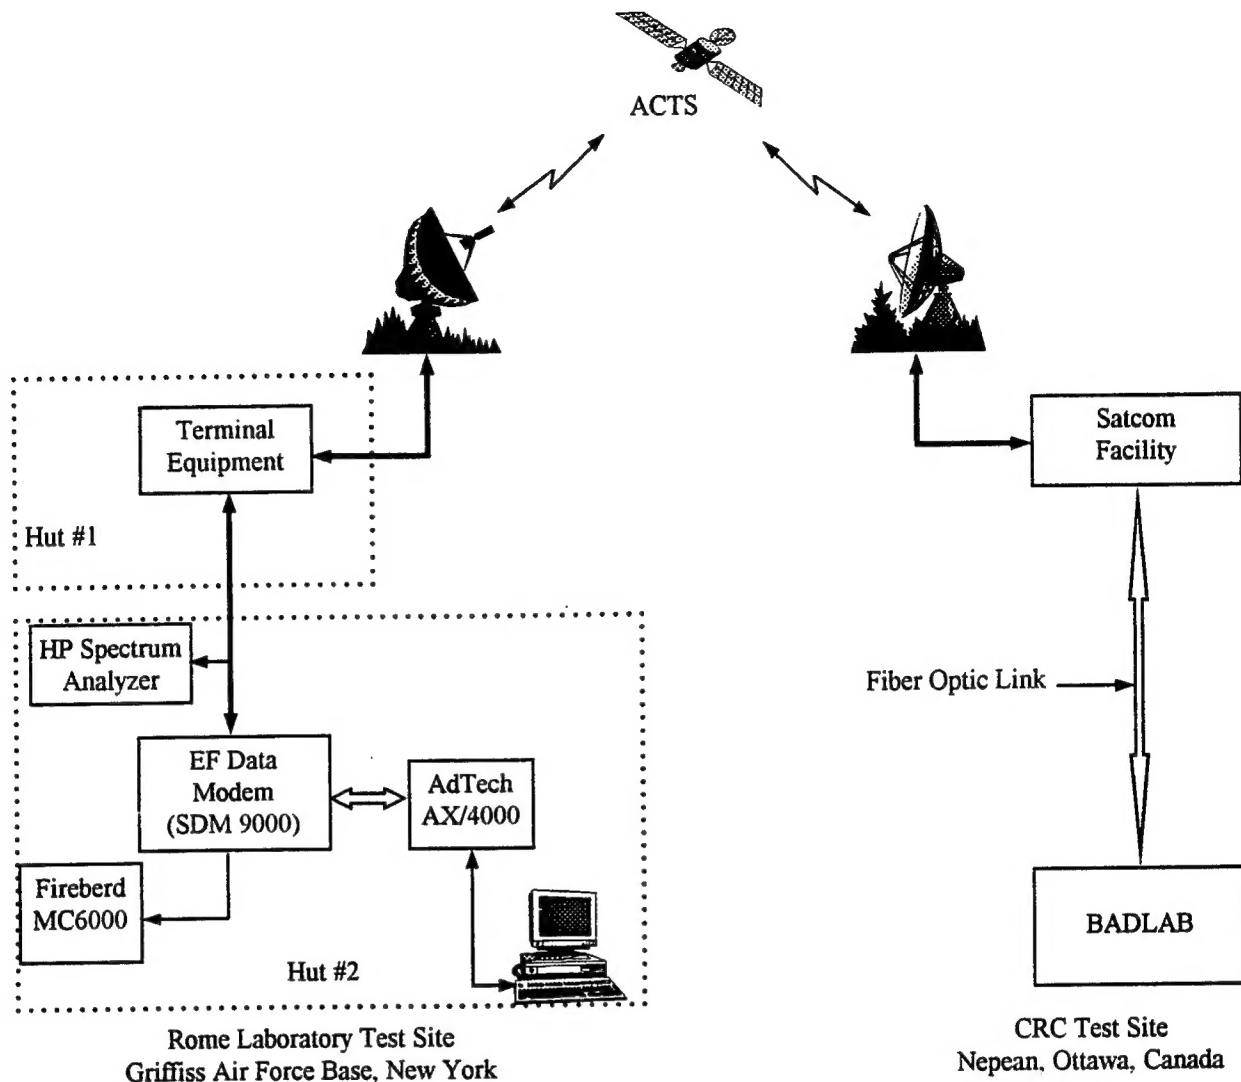 ACTS
Terminal
Equipment
Hut #1
Satcom
Facility
HP Spectrum
Analyzer
Fiber Optic Link
EF Data
Modem
(SDM 9000)
AdTech
AX/4000
Fireberd
MC6000
Hut #2
BADLAB
Rome Laboratory Test Site
Griffiss Air Force Base, New York
CRC Test Site
Nepean, Ottawa, Canada